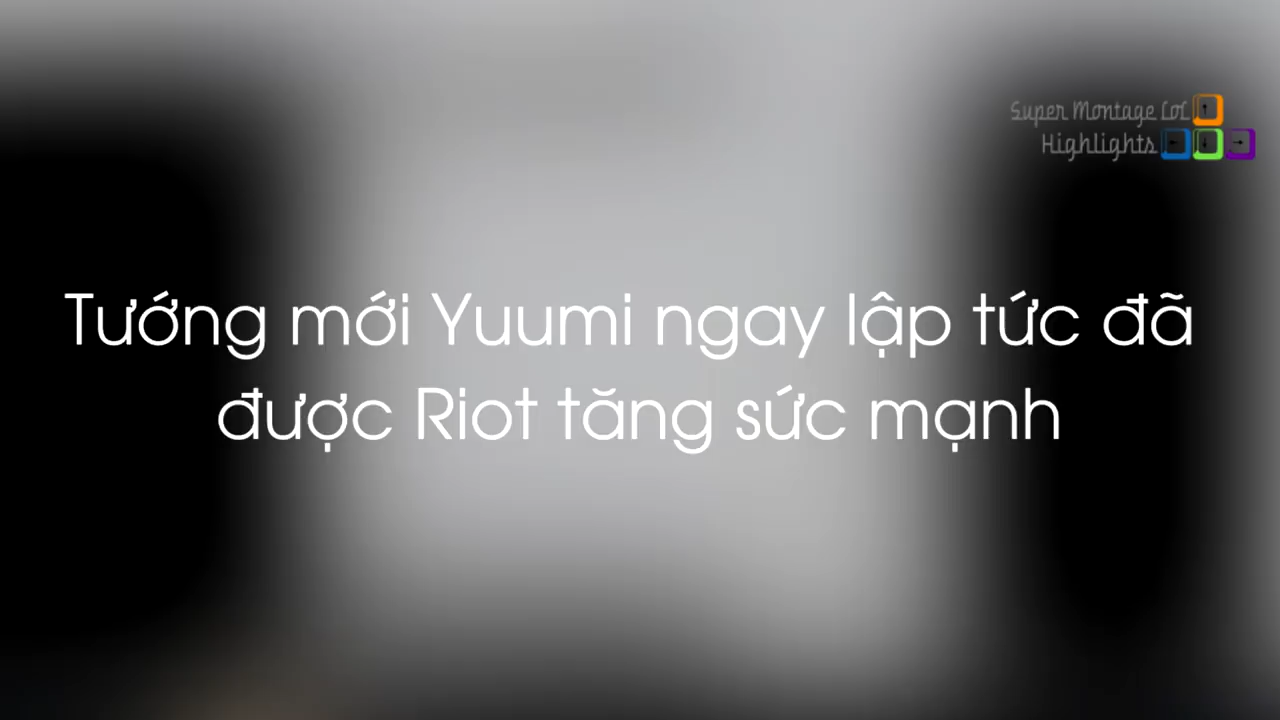 Super Montage LoL
Highlights
Tướng mới Yuumi ngay lập tức đã
được Riot tăng sức mạnh